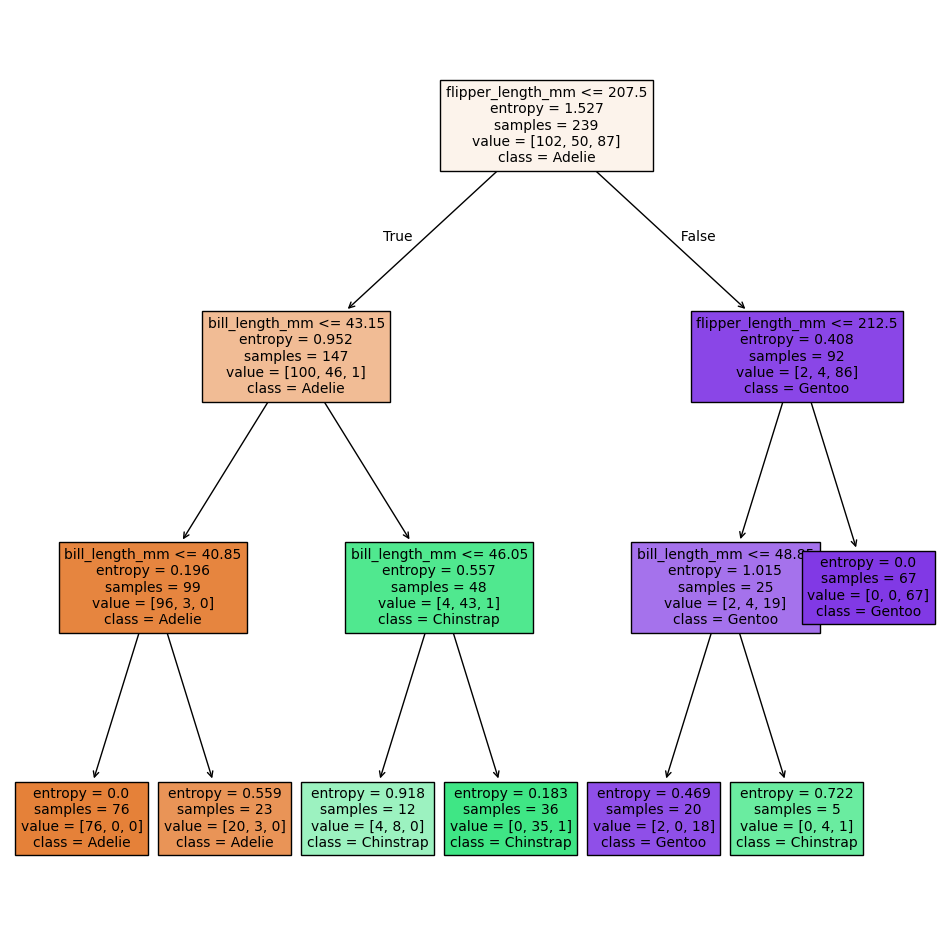 flipper_length_mm <= 207.5
entropy = 1.527
samples = 239
value = [102, 50, 87]
class = Adelie
True
False
bill_length_mm <= 43.15
entropy = 0.952
samples = 147
value = [100, 46, 1]
class = Adelie
flipper_length_mm <= 212.5
entropy = 0.408
samples = 92
value = [2, 4, 86]
class = Gentoo
bill_length_mm <= 40.85
entropy = 0.196
samples = 99
value = [96, 3, 0]
class = Adelie
bill_length_mm <= 46.05
entropy = 0.557
samples = 48
value = [4, 43, 1]
class = Chinstrap
bill_length_mm <= 48.85
entropy = 1.015
samples = 25
value = [2, 4, 19]
class = Gentoo
entropy = 0.0
samples = 67
value = [0, 0, 67]
class = Gentoo
entropy = 0.0
samples = 76
value = [76, 0, 0]
class = Adelie
entropy = 0.559
samples = 23
value = [20, 3, 0]
class = Adelie
entropy = 0.918
samples = 12
value = [4, 8, 0]
class = Chinstrap
entropy = 0.183
samples = 36
value = [0, 35, 1]
class = Chinstrap
entropy = 0.469
samples = 20
value = [2, 0, 18]
class = Gentoo
entropy = 0.722
samples = 5
value = [0, 4, 1]
class = Chinstrap